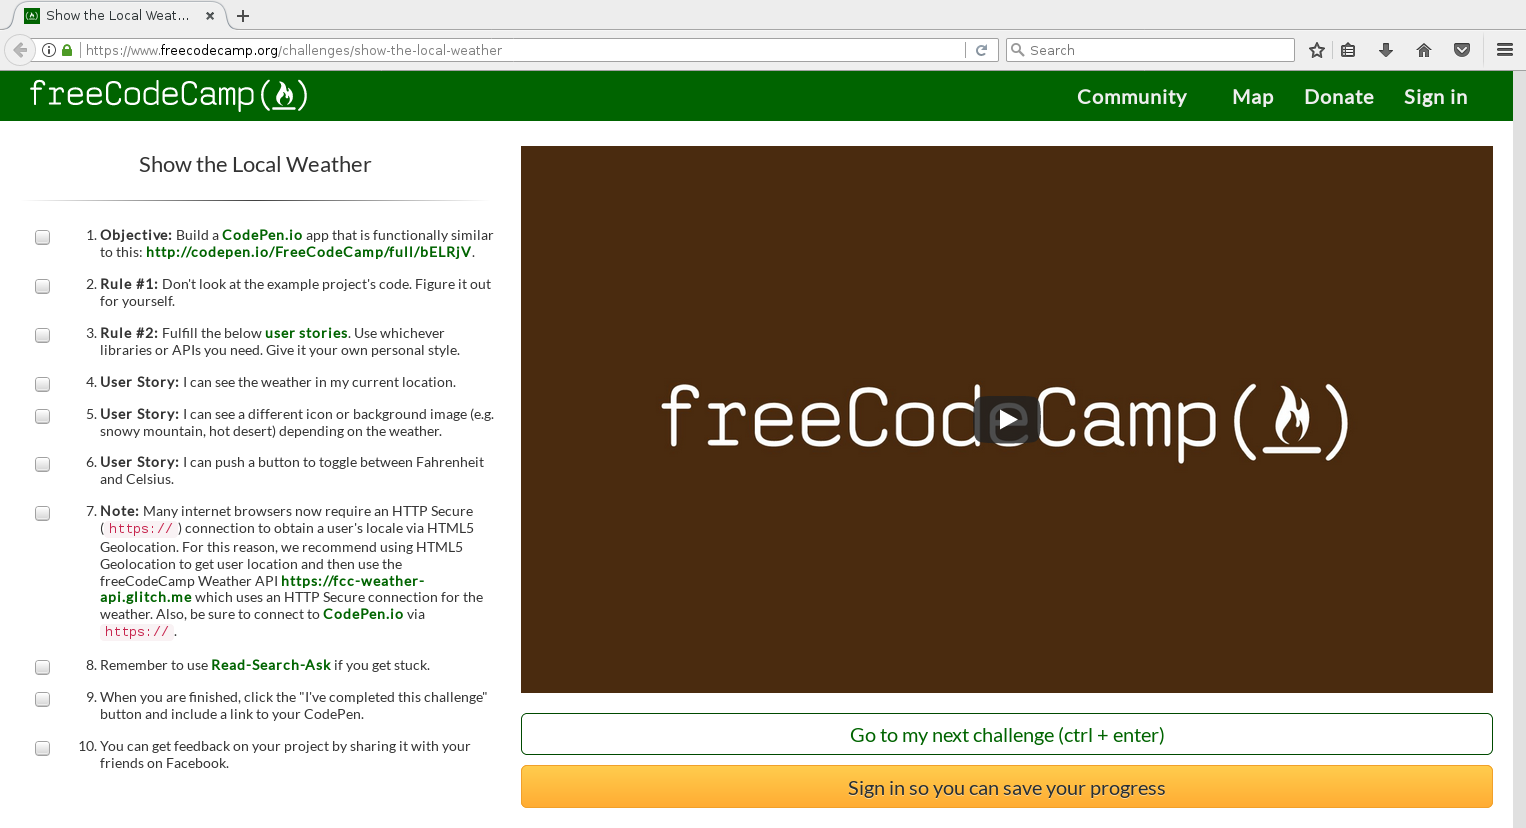 Show the Local Weat...
https://www.freecodecamp.org/challenges/show-the-local-weather
Search
freeCodeCamp(
)
Community
Map
Donate
Sign in
Show the Local Weather
1. Objective: Build a CodePen.io app that is functionally similar
to this: http://codepen.io/FreeCodeCamp/full/bELRjV.
2. Rule #1: Don't look at the example project's code. Figure it out
for yourself.
3. Rule #2: Fulfill the below user stories. Use whichever
libraries or APIs you need. Give it your own personal style.
4. User Story: I can see the weather in my current location.
5. User Story: I can see a different icon or background image (e.g.
snowy mountain, hot desert) depending on the weather.
6. User Story: I can push a button to toggle between Fahrenheit
and Celsius.
7. Note: Many internet browsers now require an HTTP Secure
( https:// ) connection to obtain a user's locale via HTML5
Geolocation. For this reason, we recommend using HTML5
Geolocation to get user location and then use the
freeCodeCamp Weather API https://fcc-weather-
api.glitch.me which uses an HTTP Secure connection for the
weather. Also, be sure to connect to CodePen.io via
https:// .
8. Remember to use Read-Search-Ask if you get stuck.
9. When you are finished, click the "I've completed this challenge"
button and include a link to your CodePen.
10. You can get feedback on your project by sharing it with your
friends on Facebook.
freeCodeCamp(
)
Go to my next challenge (ctrl + enter)
Sign in so you can save your progress